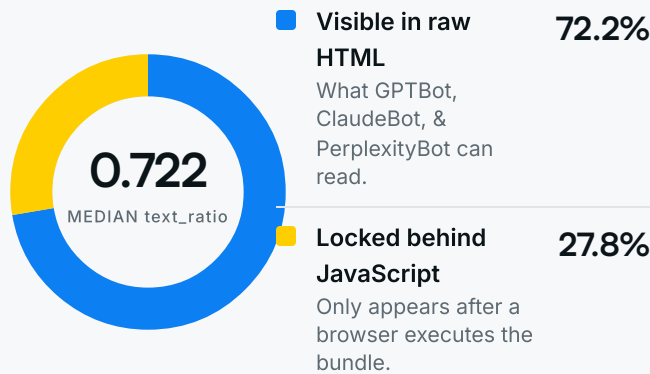 0.722
MEDIAN text_ratio
Visible in raw
HTML
72.2%
What GPTBot,
ClaudeBot, &
PerplexityBot can
read.
Locked behind
JavaScript
27.8%
Only appears after a
browser executes the
bundle.